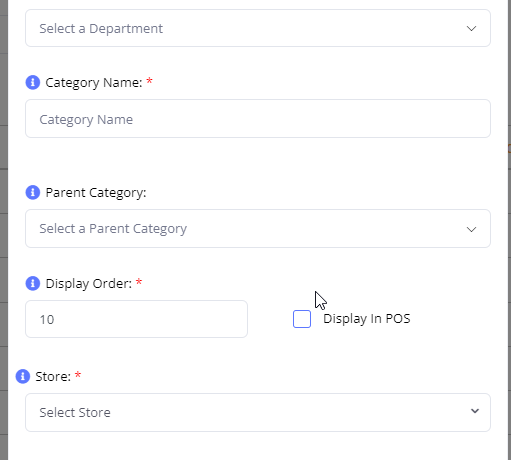 Select a Department
Category Name: *
Category Name
Parent Category:
Select a Parent Category
Display Order: *
10
Display In POS
Store: *
Select Store